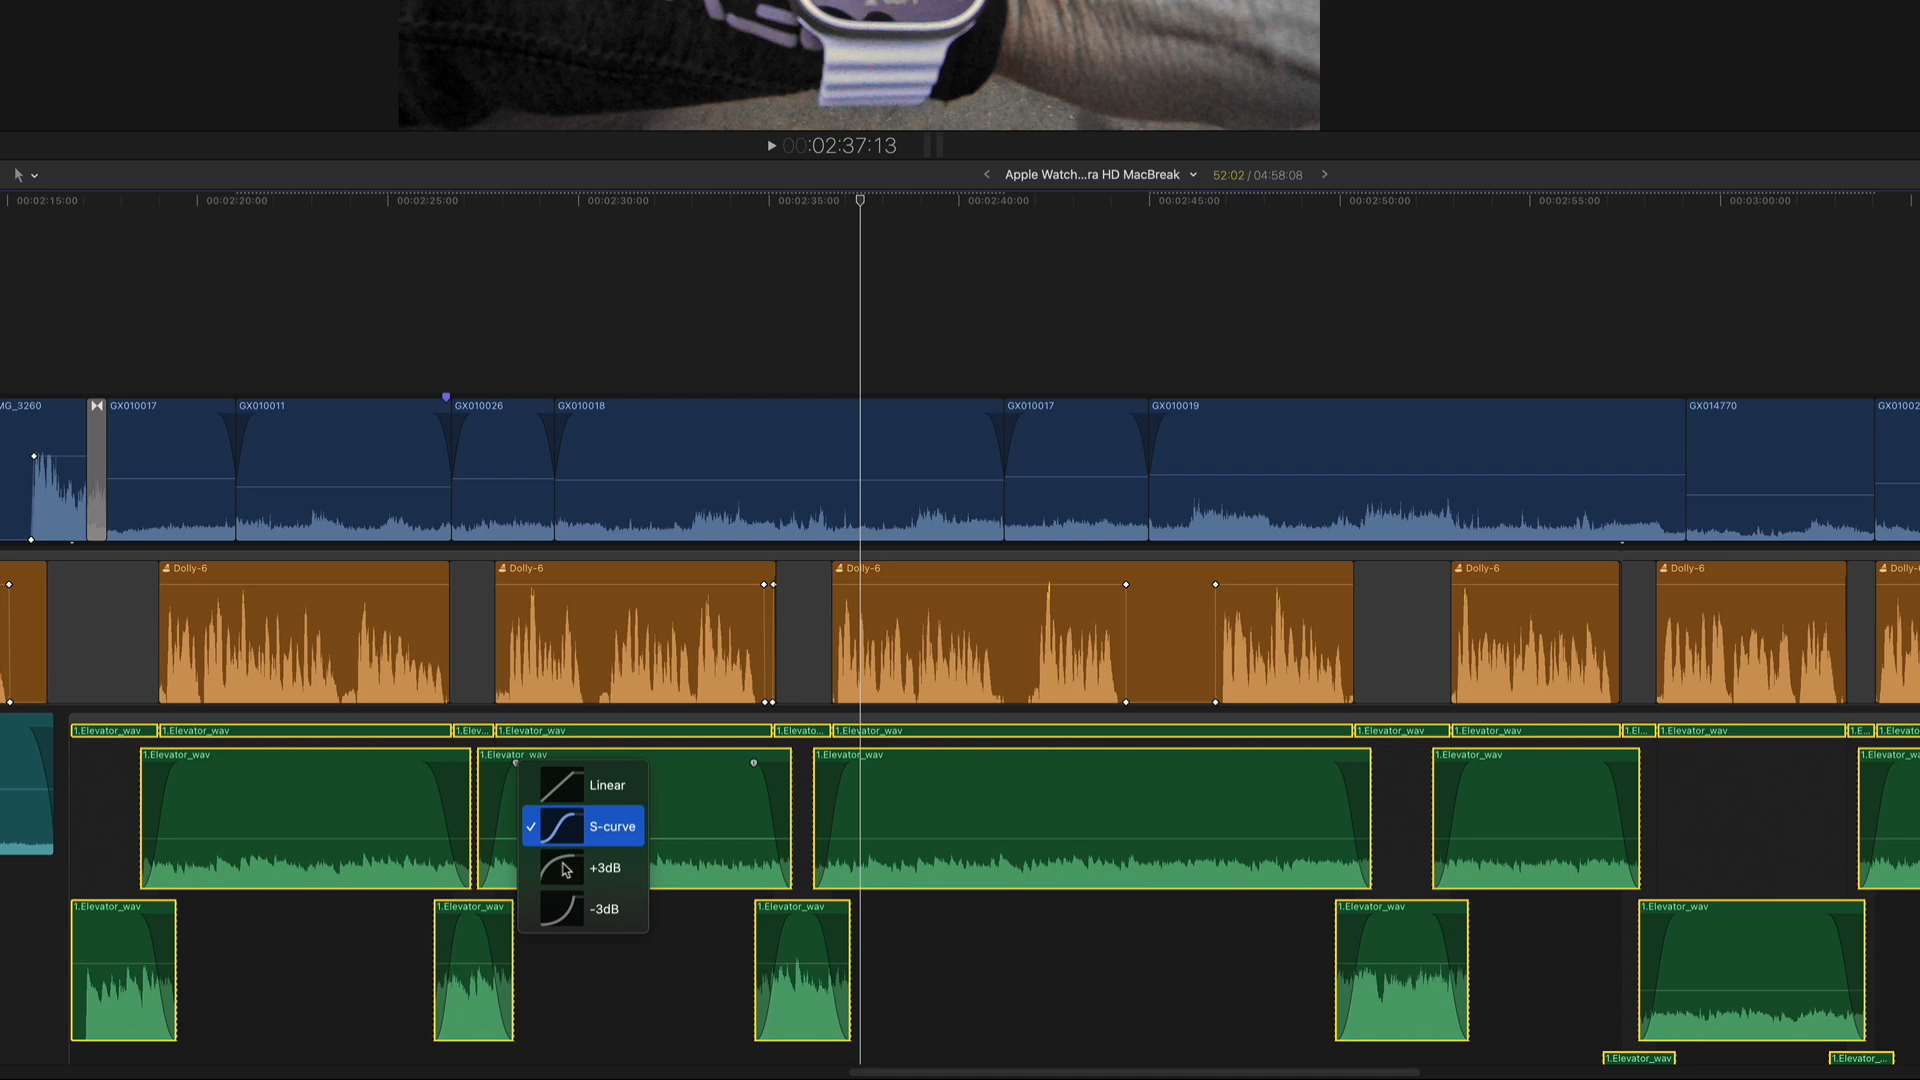 00:02:37:13
Apple Watch...ra HD MacBreak
52:02 / 04:58:08
00:02:15:00
00:02:20:00
00:02:25:00
00:02:30:00
00:02:35:00
00:02:40:00
00:02:45:00
00:02:50:00
00:02:55:00
00:03:00:00
MG_3260
GX010017
GX010011
GX010026
GX010018
GX010017
GX010019
GX014770
GX01002
Dolly-6
Dolly-6
Dolly-6
Dolly-6
Dolly-6
Dolly-6
1.Elevator_wav
1.Elevator_wav
1.Elev...
1.Elevator_wav
1.Elevato...
1.Elevator_wav
1.Elevator_wav
1.Elevator_wav
1.El...
1.Elevator_wav
1.E...
1.Elevato
1.Elevator_wav
1.Elevator_wav
1.Elevator_wav
1.Elevator_wav
1.Elevator_wa
Linear
S-curve
+3dB
-3dB
1.Elevator_wav
1.Elevator_wav
1.Elevator_wav
1.Elevator_wav
1.Elevator_wav
1.Elevator_wav
1.Elevator_...